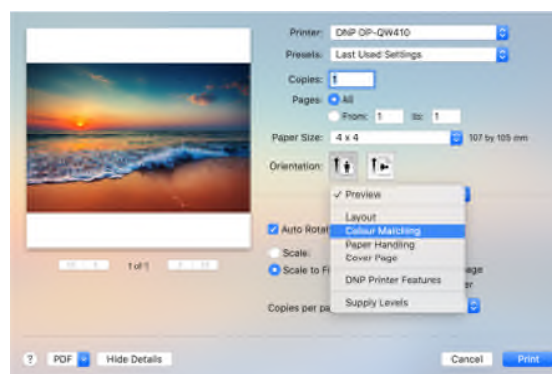 Printer: DNP DP-QW410
Presets: Last Used Settings
Copies: 1
Pages: All
From: 1 to: 1
Paper Size: 4 x 4 107 by 105 mm
Orientation:
✓ Preview
Layout
Auto Rotat
Colour Matching
Paper Handling
Scale:
Cover Page
1 of 1
Scale to Fi age
DNP Printer Features er
Copies per pa Supply Levels
? PDF Hide Details Cancel Print